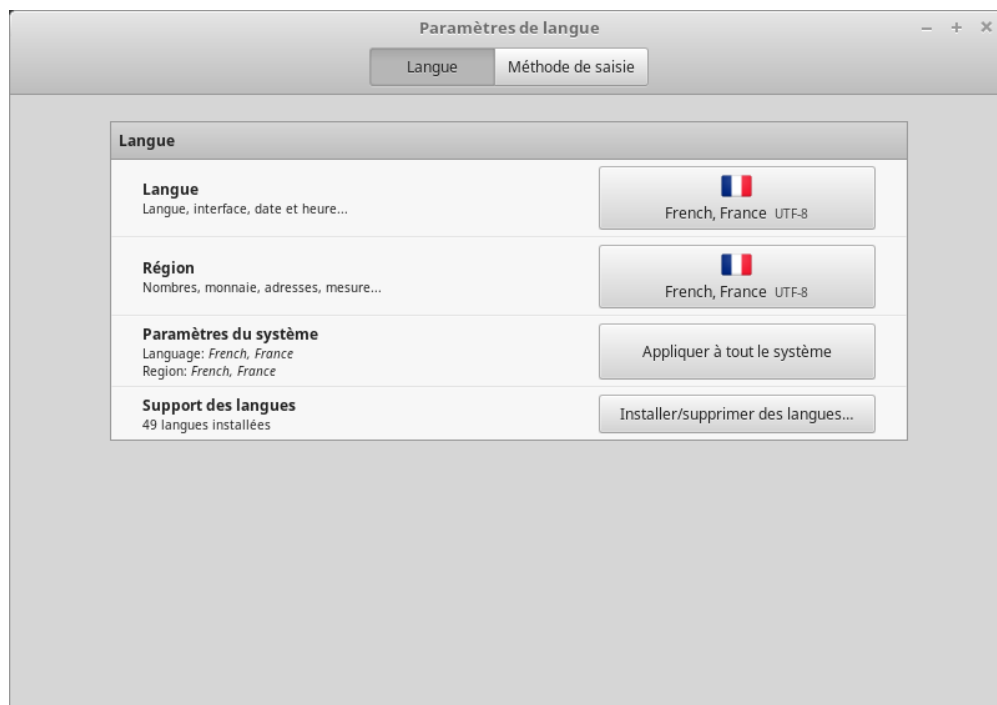 Paramètres de langue
Langue
Méthode de saisie
Langue
Langue
Langue, interface, date et heure...
French, France UTF-8
Région
Nombres, monnaie, adresses, mesure...
French, France UTF-8
Paramètres du système
Language: French, France
Region: French, France
Appliquer à tout le système
Support des langues
49 langues installées
Installer/supprimer des langues...